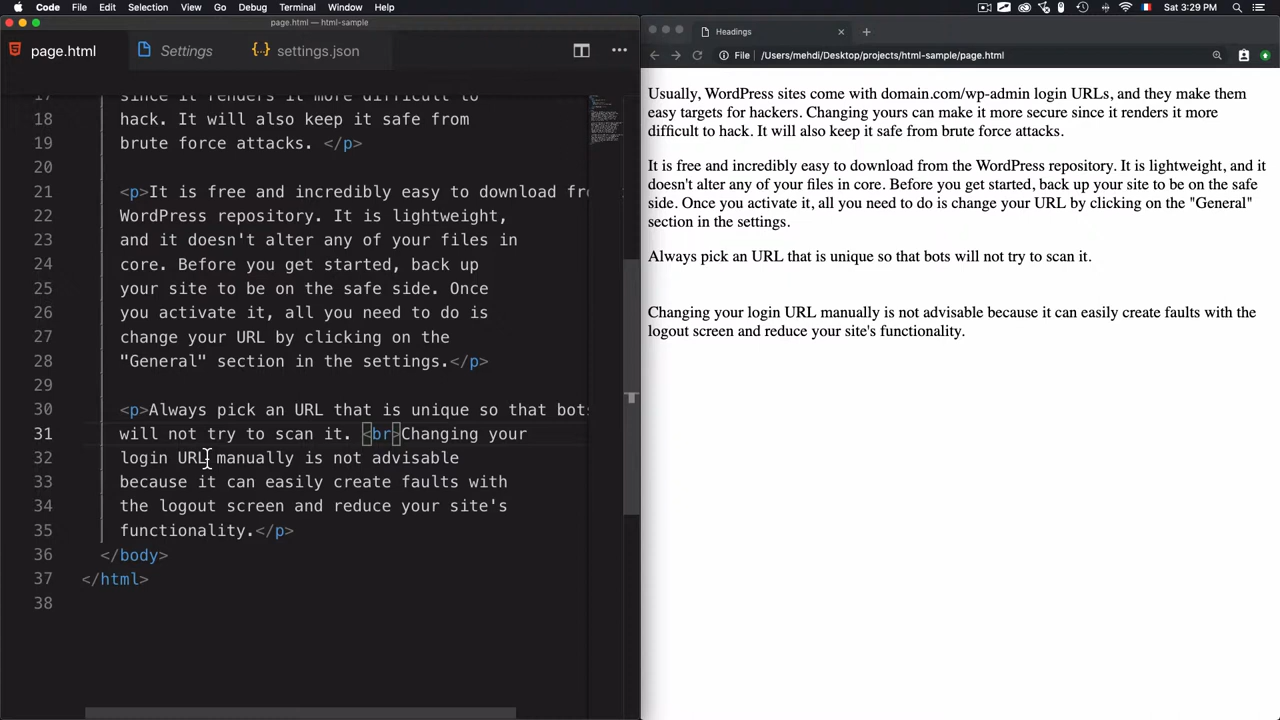 Code File Edit Selection View Go Debug Terminal Window Help Sat 3:29 PM
page.html — html-sample
page.html Settings {..} settings.json
17 since it renders it more difficult to
18 hack. It will also keep it safe from
19 brute force attacks. </p>
20
21 <p>It is free and incredibly easy to download fr
22 WordPress repository. It is lightweight,
23 and it doesn't alter any of your files in
24 core. Before you get started, back up
25 your site to be on the safe side. Once
26 you activate it, all you need to do is
27 change your URL by clicking on the
28 "General" section in the settings.</p>
29
30 <p>Always pick an URL that is unique so that bots
31 will not try to scan it. <br>Changing your
32 login URL manually is not advisable
33 because it can easily create faults with
34 the logout screen and reduce your site's
35 functionality.</p>
36 </body>
37 </html>
38
Headings
File /Users/mehdi/Desktop/projects/html-sample/page.html
Usually, WordPress sites come with domain.com/wp-admin login URLs, and they make them
easy targets for hackers. Changing yours can make it more secure since it renders it more
difficult to hack. It will also keep it safe from brute force attacks.
It is free and incredibly easy to download from the WordPress repository. It is lightweight, and it
doesn't alter any of your files in core. Before you get started, back up your site to be on the safe
side. Once you activate it, all you need to do is change your URL by clicking on the "General"
section in the settings.
Always pick an URL that is unique so that bots will not try to scan it.
Changing your login URL manually is not advisable because it can easily create faults with the
logout screen and reduce your site's functionality.